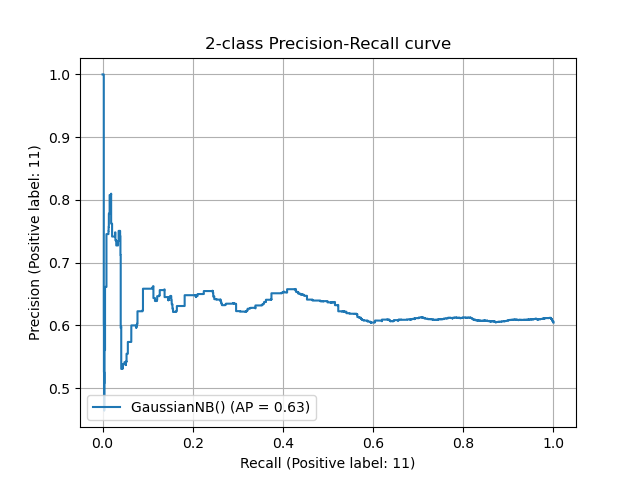 2-class Precision-Recall curve
1.0
0.9
0.8
0.7
0.6
0.5
Precision (Positive label: 11)
GaussianNB() (AP = 0.63)
0.0 0.2 0.4 0.6 0.8 1.0
Recall (Positive label: 11)